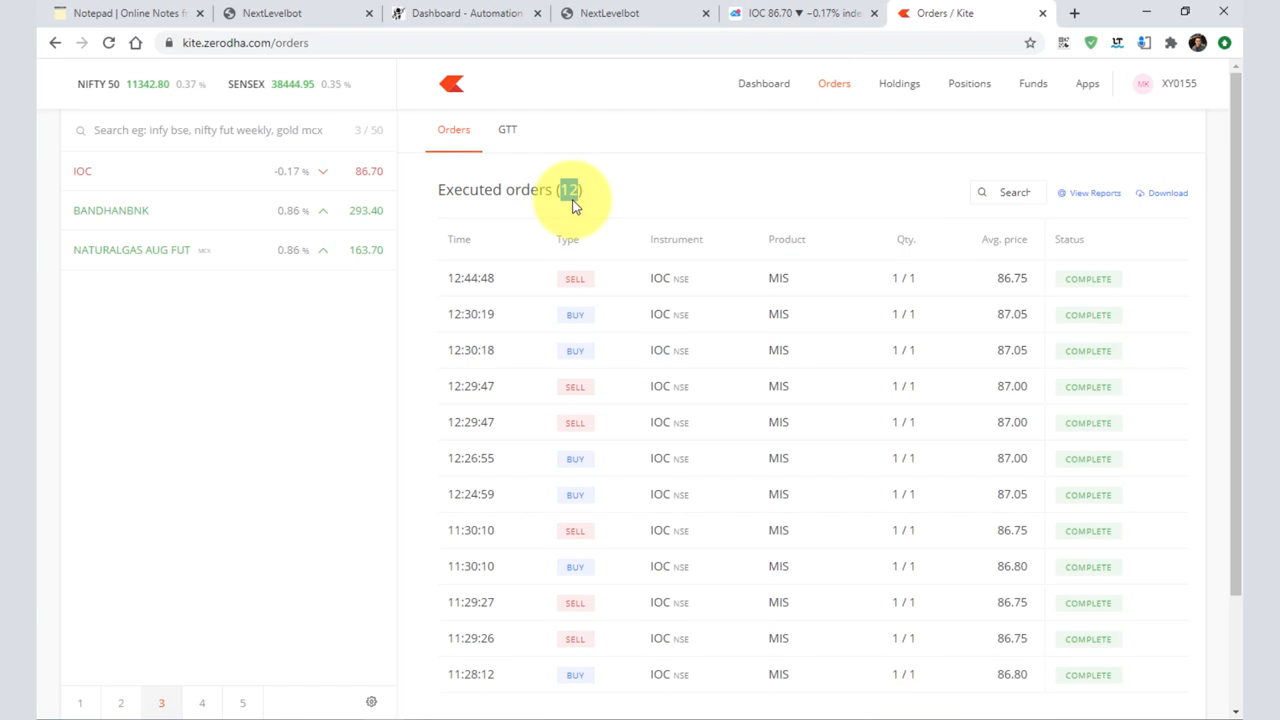 Notepad | Online Notes f
NextLevelbot
Dashboard - Automation
NextLevelbot
IOC 86.70 ▼ −0.17% inde
Orders / Kite
kite.zerodha.com/orders
NIFTY 50 11342.80 0.37 % SENSEX 38444.95 0.35 %
Dashboard Orders Holdings Positions Funds Apps MK XY0155
Search eg: infy bse, nifty fut weekly, gold mcx 3 / 50
Orders GTT
IOC -0.17 % 86.70
BANDHANBNK 0.86 % 293.40
NATURALGAS AUG FUT MCX 0.86 % 163.70
Executed orders (12)
Search View Reports Download
Time Type Instrument Product Qty. Avg. price Status
12:44:48 SELL IOC NSE MIS 1 / 1 86.75 COMPLETE
12:30:19 BUY IOC NSE MIS 1 / 1 87.05 COMPLETE
12:30:18 BUY IOC NSE MIS 1 / 1 87.05 COMPLETE
12:29:47 SELL IOC NSE MIS 1 / 1 87.00 COMPLETE
12:29:47 SELL IOC NSE MIS 1 / 1 87.00 COMPLETE
12:26:55 BUY IOC NSE MIS 1 / 1 87.00 COMPLETE
12:24:59 BUY IOC NSE MIS 1 / 1 87.05 COMPLETE
11:30:10 SELL IOC NSE MIS 1 / 1 86.75 COMPLETE
11:30:10 BUY IOC NSE MIS 1 / 1 86.80 COMPLETE
11:29:27 SELL IOC NSE MIS 1 / 1 86.75 COMPLETE
11:29:26 SELL IOC NSE MIS 1 / 1 86.75 COMPLETE
11:28:12 BUY IOC NSE MIS 1 / 1 86.80 COMPLETE
1 2 3 4 5